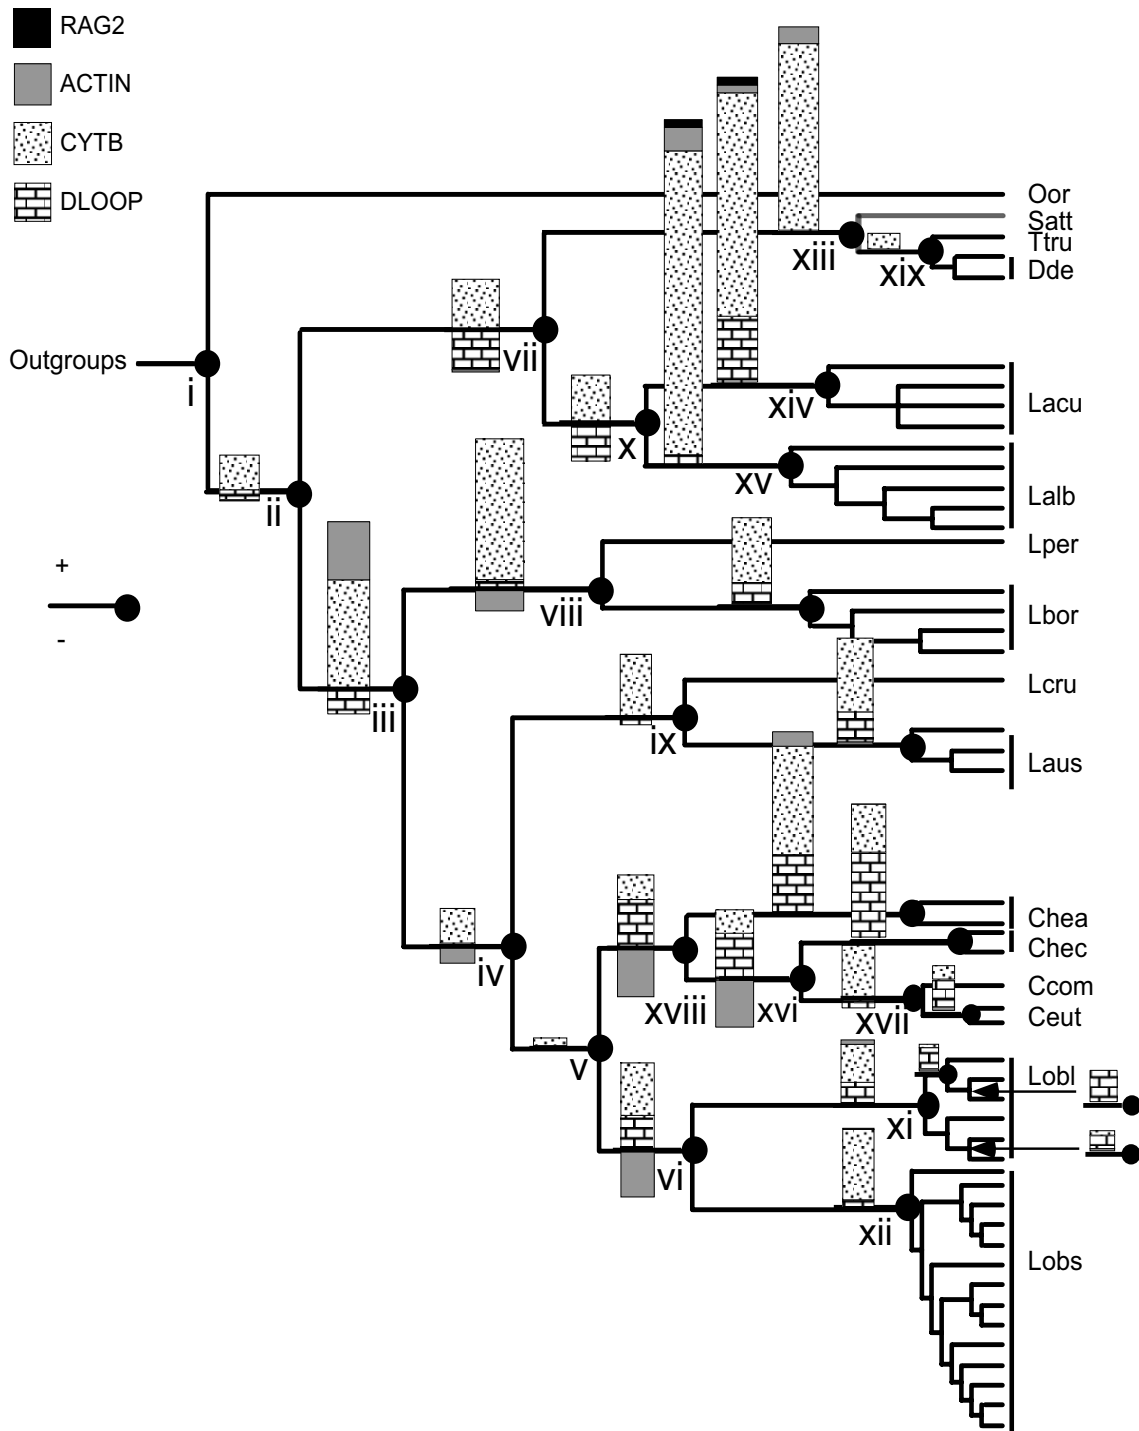 RAG2
ACTIN
CYTB
DLOOP
Oor
Satt
Ttru
xiii
xix
Dde
Outgroups
i
vii
xiv
Lacu
x
xv
Lalb
ii
Lper
+
viii
Lbor
-
Lcru
iii
ix
Laus
Chea
Chec
iv
Ccom
xviii
xvi
xvii
Ceut
v
Lobl
xi
vi
xii
Lobs